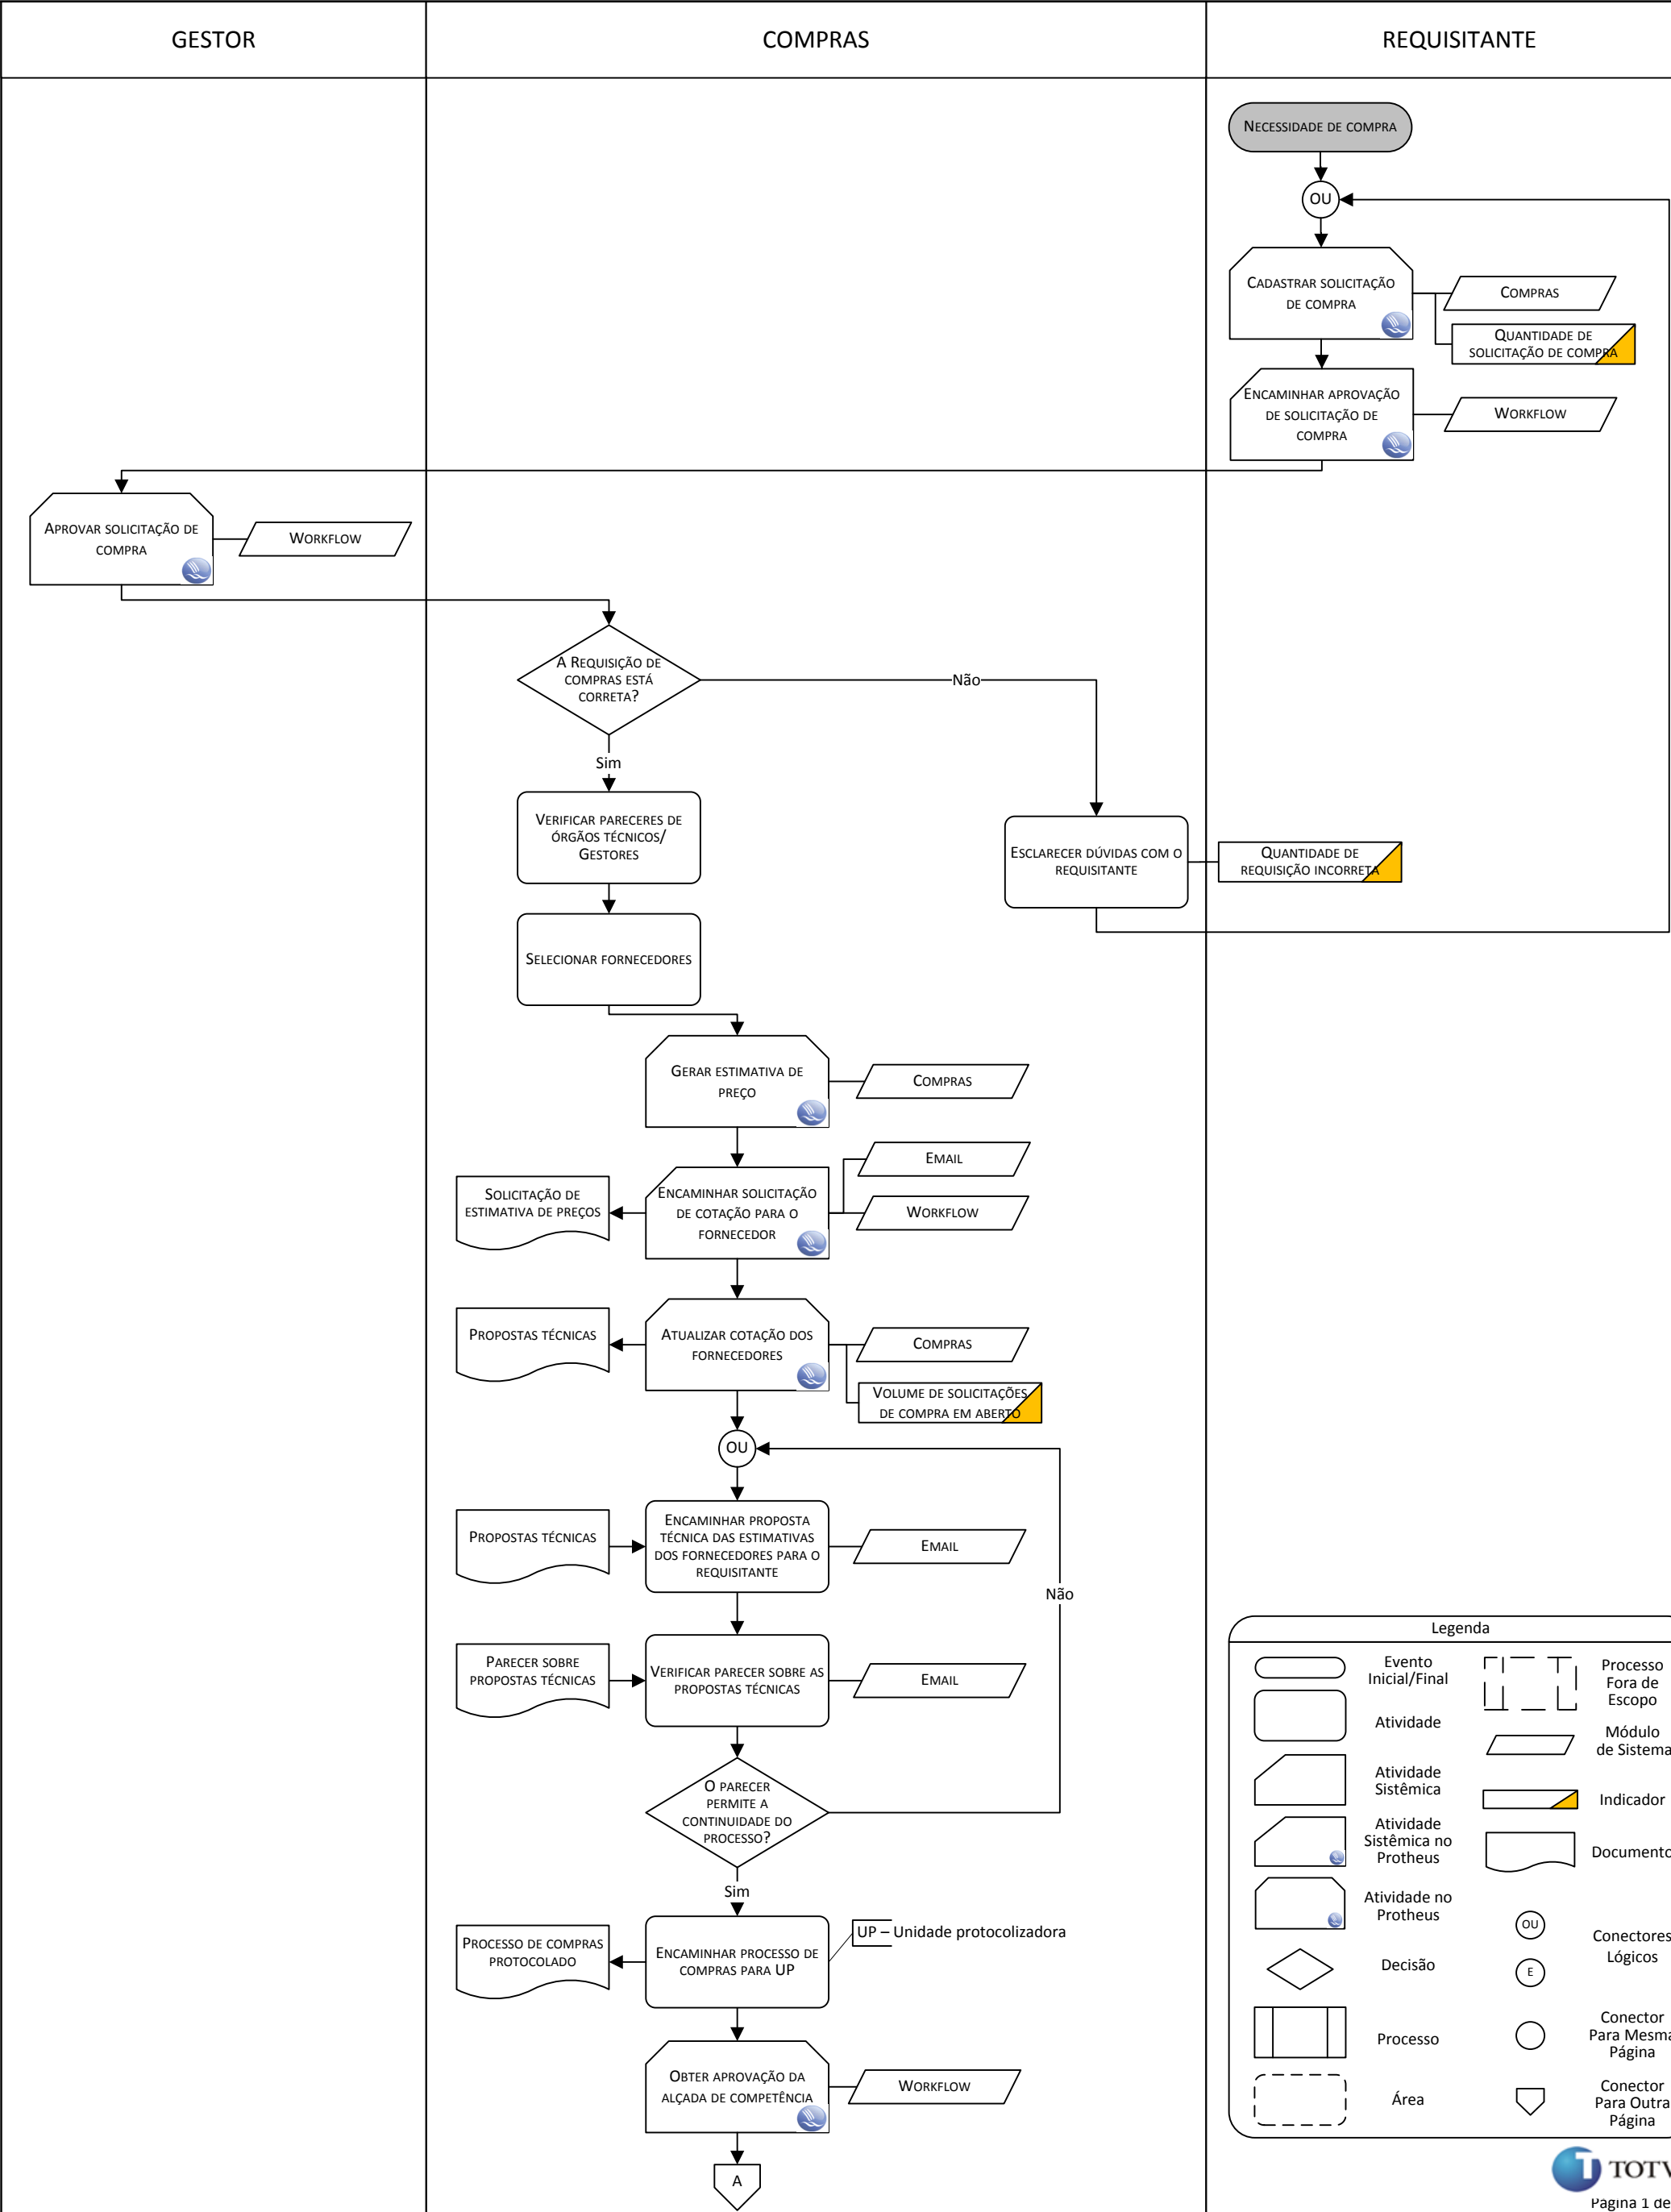 GESTOR
COMPRAS
REQUISITANTE
NECESSIDADE DE COMPRA
OU
CADASTRAR SOLICITAÇÃO
DE COMPRA
COMPRAS
QUANTIDADE DE
SOLICITAÇÃO DE COMPRA
ENCAMINHAR APROVAÇÃO
DE SOLICITAÇÃO DE
COMPRA
WORKFLOW
APROVAR SOLICITAÇÃO DE
COMPRA
WORKFLOW
A REQUISIÇÃO DE
COMPRAS ESTÁ
CORRETA?
Não
Sim
VERIFICAR PARECERES DE
ÓRGÃOS TÉCNICOS/
GESTORES
ESCLARECER DÚVIDAS COM O
REQUISITANTE
QUANTIDADE DE
REQUISIÇÃO INCORRETA
SELECIONAR FORNECEDORES
GERAR ESTIMATIVA DE
PREÇO
COMPRAS
SOLICITAÇÃO DE
ESTIMATIVA DE PREÇOS
ENCAMINHAR SOLICITAÇÃO
DE COTAÇÃO PARA O
FORNECEDOR
EMAIL
WORKFLOW
PROPOSTAS TÉCNICAS
ATUALIZAR COTAÇÃO DOS
FORNECEDORES
COMPRAS
VOLUME DE SOLICITAÇÕES
DE COMPRA EM ABERTO
OU
PROPOSTAS TÉCNICAS
ENCAMINHAR PROPOSTA
TÉCNICA DAS ESTIMATIVAS
DOS FORNECEDORES PARA O
REQUISITANTE
EMAIL
Não
PARECER SOBRE
PROPOSTAS TÉCNICAS
VERIFICAR PARECER SOBRE AS
PROPOSTAS TÉCNICAS
EMAIL
O PARECER
PERMITE A
CONTINUIDADE DO
PROCESSO?
Sim
PROCESSO DE COMPRAS
PROTOCOLADO
ENCAMINHAR PROCESSO DE
COMPRAS PARA UP
UP – Unidade protocolizadora
OBTER APROVAÇÃO DA
ALÇADA DE COMPETÊNCIA
WORKFLOW
A
Legenda
Evento
Inicial/Final
Atividade
Atividade
Sistêmica
Atividade
Sistêmica no
Protheus
Atividade no
Protheus
Decisão
Processo
Área
Processo
Fora de
Escopo
Módulo
de Sistema
Indicador
Documento
OU
E
Conectores
Lógicos
Conector
Para Mesma
Página
Conector
Para Outra
Página
TOTV
Página 1 de